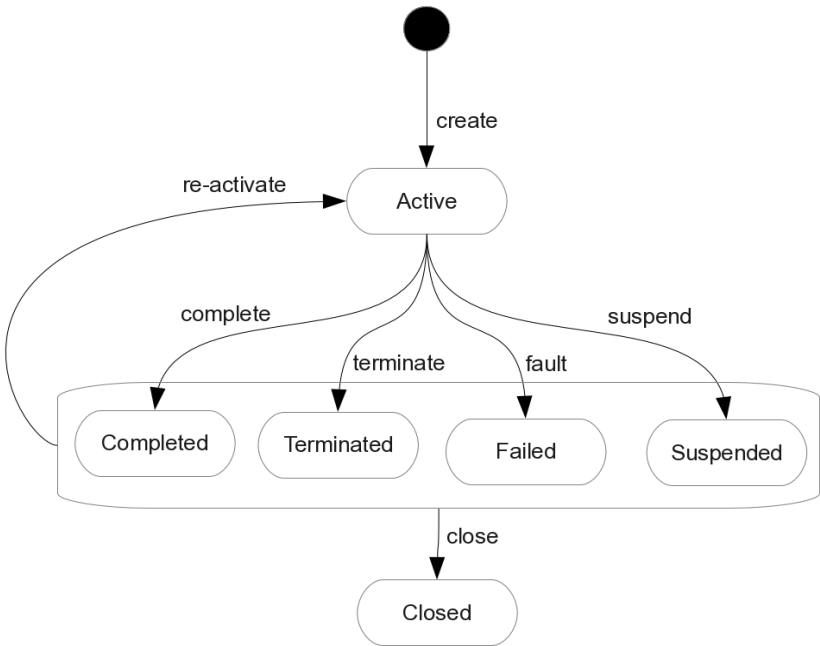 create
re-activate
Active
complete
suspend
terminate
fault
Completed
Terminated
Failed
Suspended
close
Closed